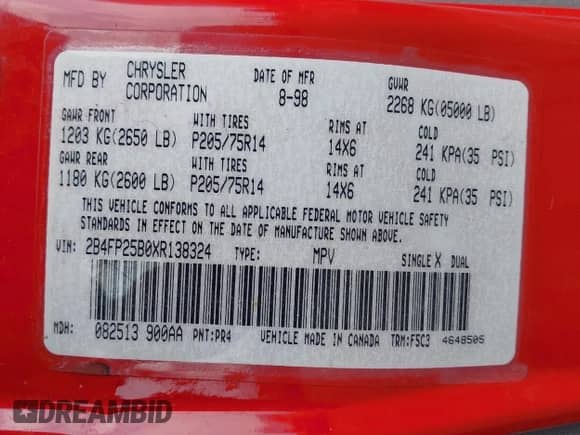 MFD BY CHRYSLER CORPORATION DATE OF MFR 8-98 GVWR 2268 KG(05000 LB)
GAWR FRONT WITH TIRES RIMS AT COLD
1203 KG(2650 LB) P205/75R14 14X6 241 KPA(35 PSI)
GAWR REAR WITH TIRES RIMS AT COLD
1180 KG(2600 LB) P205/75R14 14X6 241 KPA(35 PSI)
THIS VEHICLE CONFORMS TO ALL APPLICABLE FEDERAL MOTOR VEHICLE SAFETY
STANDARDS IN EFFECT ON THE DATE OF MANUFACTURE SHOWN ABOVE.
VIN: 2B4FP25B0XR138324 TYPE: MPV SINGLE X DUAL
MDH: 082513 900AA PNT:PR4 VEHICLE MADE IN CANADA TRM:F5C3 4648505
DREAMBID